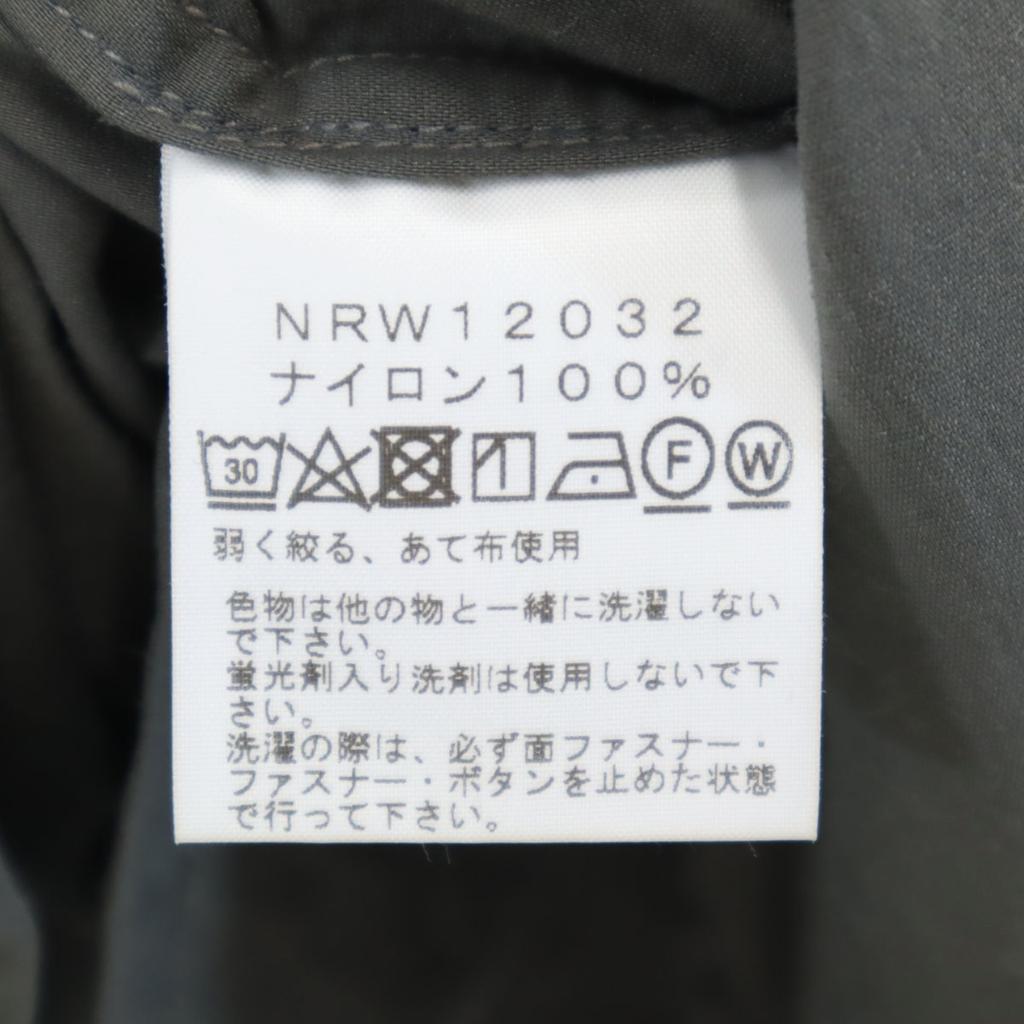 NRW12032
ナイロン100%
30 F W
弱く絞る、あて布使用
色物は他の物と一緒に洗濯しない
で下さい。
蛍光剤入り洗剤は使用しないで下
さい。
洗濯の際は、必ず面ファスナー・
ファスナー・ボタンを止めた状態
で行って下さい。